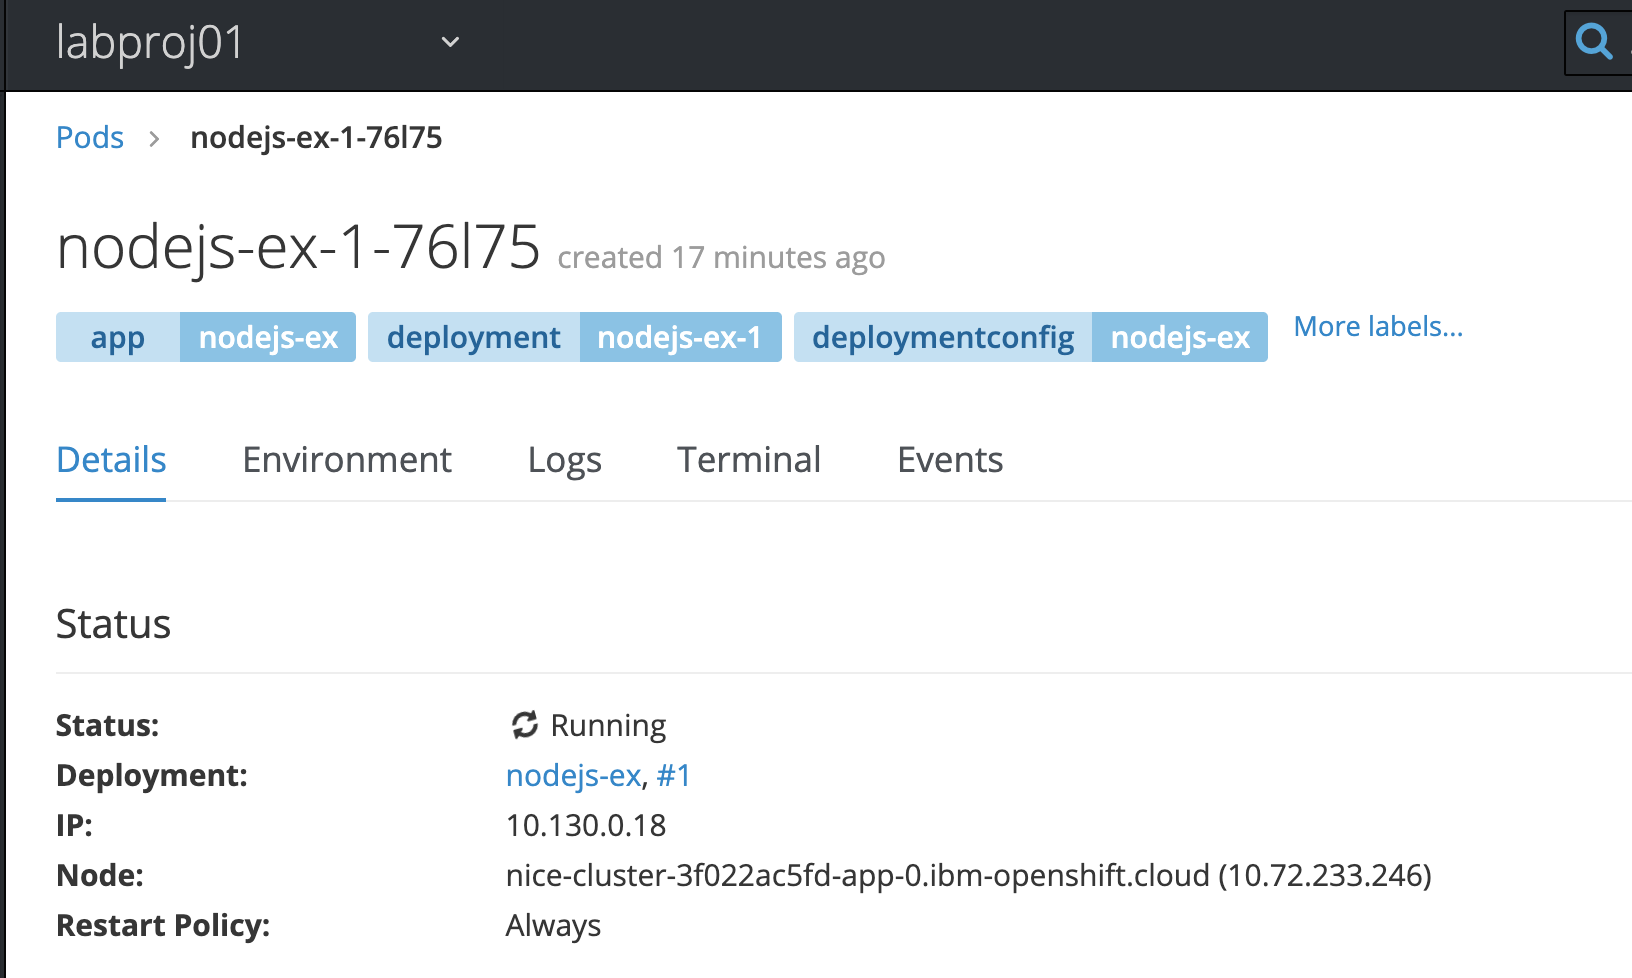 labproj01
Pods > nodejs-ex-1-76l75
nodejs-ex-1-76l75 created 17 minutes ago
app nodejs-ex deployment nodejs-ex-1 deploymentconfig nodejs-ex More labels...
Details Environment Logs Terminal Events
Status
Status: Running
Deployment: nodejs-ex, #1
IP: 10.130.0.18
Node: nice-cluster-3f022ac5fd-app-0.ibm-openshift.cloud (10.72.233.246)
Restart Policy: Always